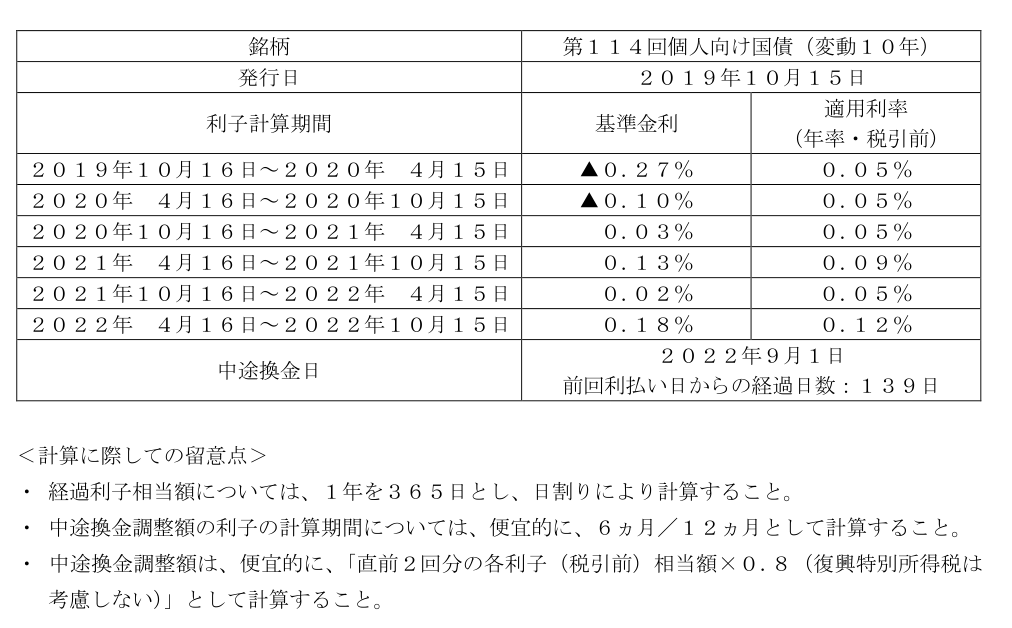 銘柄 第１１４回個人向け国債（変動１０年）
発行日 ２０１９年１０月１５日
利子計算期間 基準金利 適用利率
（年率・税引前）
２０１９年１０月１６日～２０２０年　４月１５日 ▲０．２７％ ０．０５％
２０２０年　４月１６日～２０２０年１０月１５日 ▲０．１０％ ０．０５％
２０２０年１０月１６日～２０２１年　４月１５日 ０．０３％ ０．０５％
２０２１年　４月１６日～２０２１年１０月１５日 ０．１３％ ０．０９％
２０２１年１０月１６日～２０２２年　４月１５日 ０．０２％ ０．０５％
２０２２年　４月１６日～２０２２年１０月１５日 ０．１８％ ０．１２％
中途換金日 ２０２２年９月１日
前回利払い日からの経過日数：１３９日
＜計算に際しての留意点＞
・ 経過利子相当額については、１年を３６５日とし、日割りにより計算すること。
・ 中途換金調整額の利子の計算期間については、便宜的に、６ヵ月／１２ヵ月として計算すること。
・ 中途換金調整額は、便宜的に、「直前２回分の各利子（税引前）相当額×０．８（復興特別所得税は
考慮しない）」として計算すること。